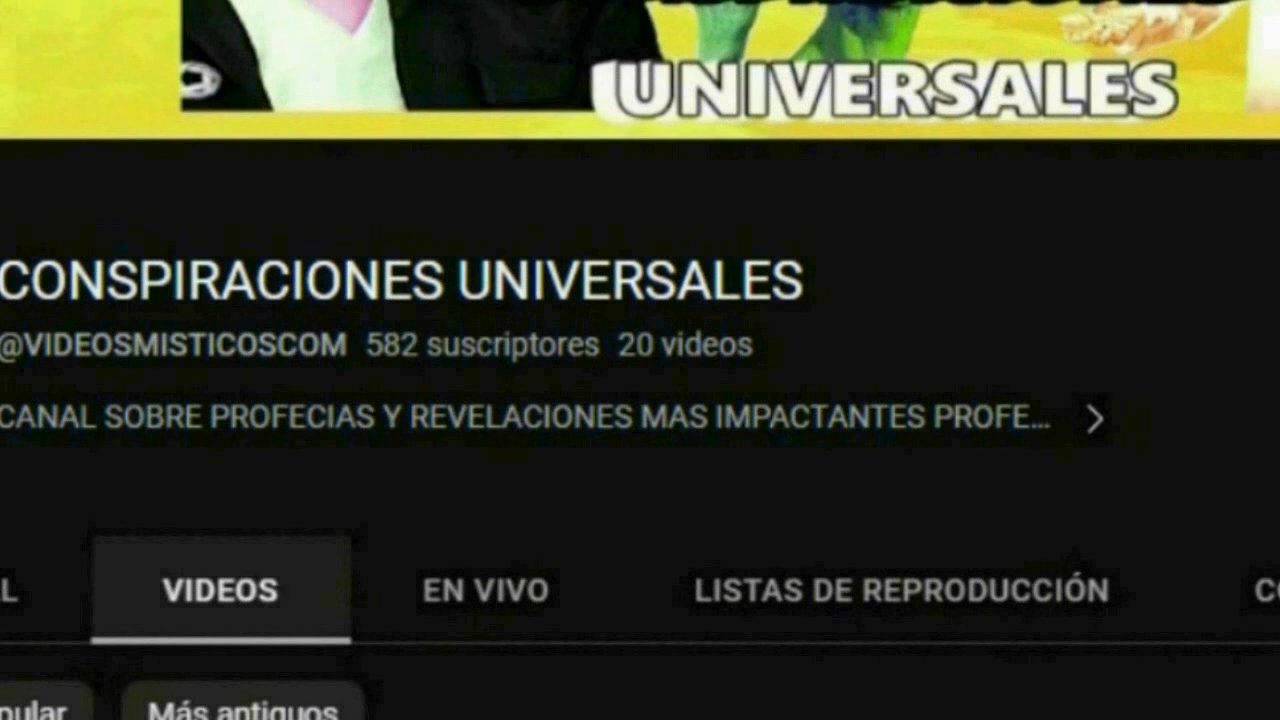 UNIVERSALES
CONSPIRACIONES UNIVERSALES
@VIDEOSMISTICOSCOM 582 suscriptores 20 videos
CANAL SOBRE PROFECIAS Y REVELACIONES MAS IMPACTANTES PROFE...
VIDEOS EN VIVO LISTAS DE REPRODUCCIÓN
Más antiguos